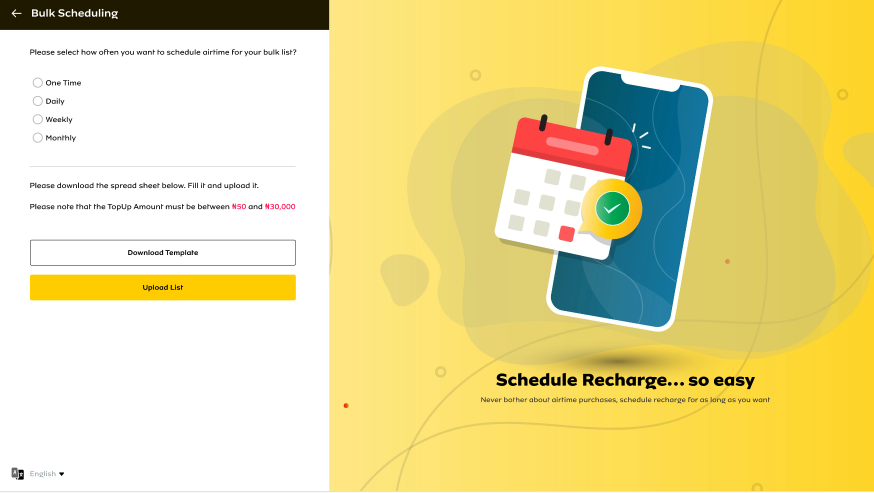 Bulk Scheduling
Please select how often you want to schedule airtime for your bulk list?
One Time
Daily
Weekly
Monthly
Please download the spread sheet below. Fill it and upload it.
Please note that the TopUp Amount must be between ₦50 and ₦30,000
Download Template
Upload List
English
Schedule Recharge... so easy
Never bother about airtime purchases, schedule recharge for as long as you want